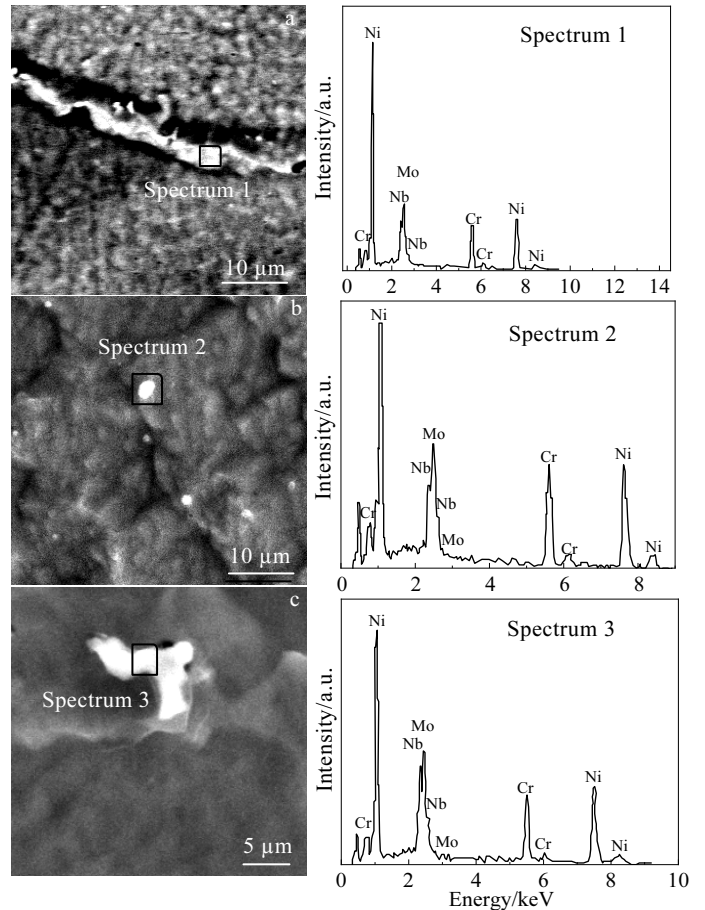 a
Spectrum 1
10 μm
Intensity/a.u.
Spectrum 1
Ni
Mo
Nb
Nb
Cr
Cr
Cr
Ni
Ni
0 2 4 6 8 10 12 14
b
Spectrum 2
10 μm
Intensity/a.u.
Spectrum 2
Ni
Mo
Nb
Nb
Mo
Cr
Cr
Cr
Ni
Ni
0 2 4 6 8
c
Spectrum 3
5 μm
Intensity/a.u.
Spectrum 3
Ni
Mo
Nb
Nb
Mo
Cr
Cr
Cr
Ni
Ni
0 2 4 6 8 10
Energy/keV